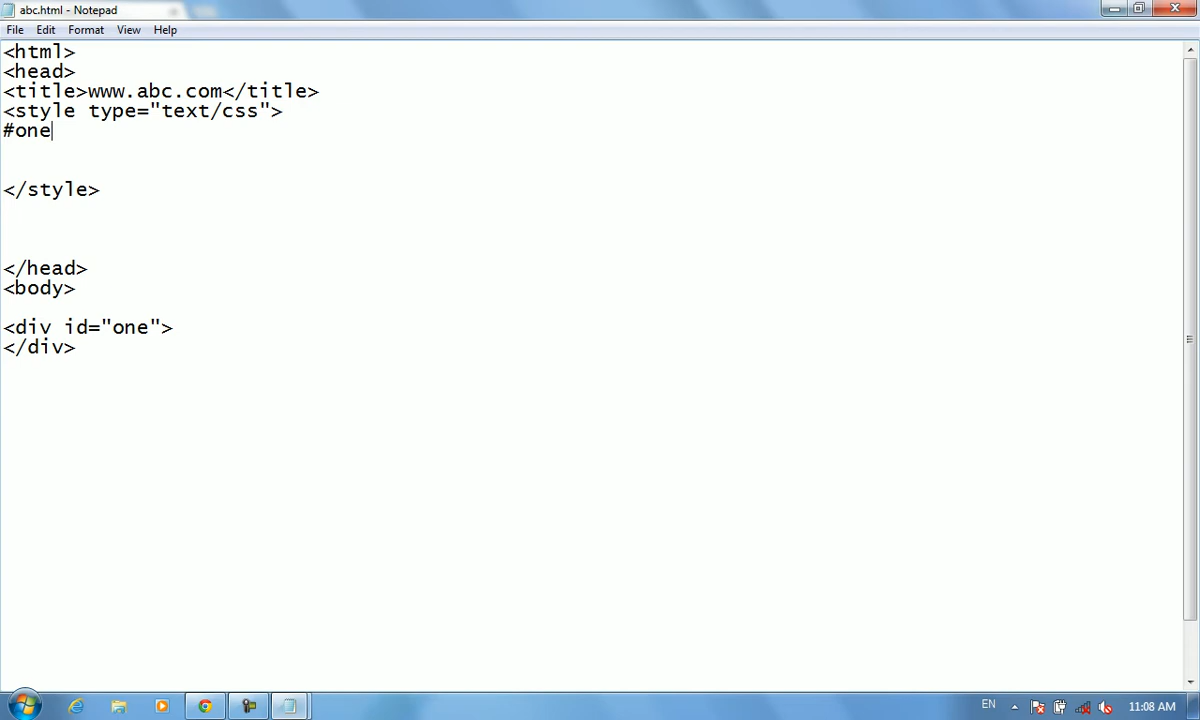 abc.html - Notepad
File Edit Format View Help
<html>
<head>
<title>www.abc.com</title>
<style type="text/css">
#one
</style>
</head>
<body>
<div id="one">
</div>
EN 11:08 AM